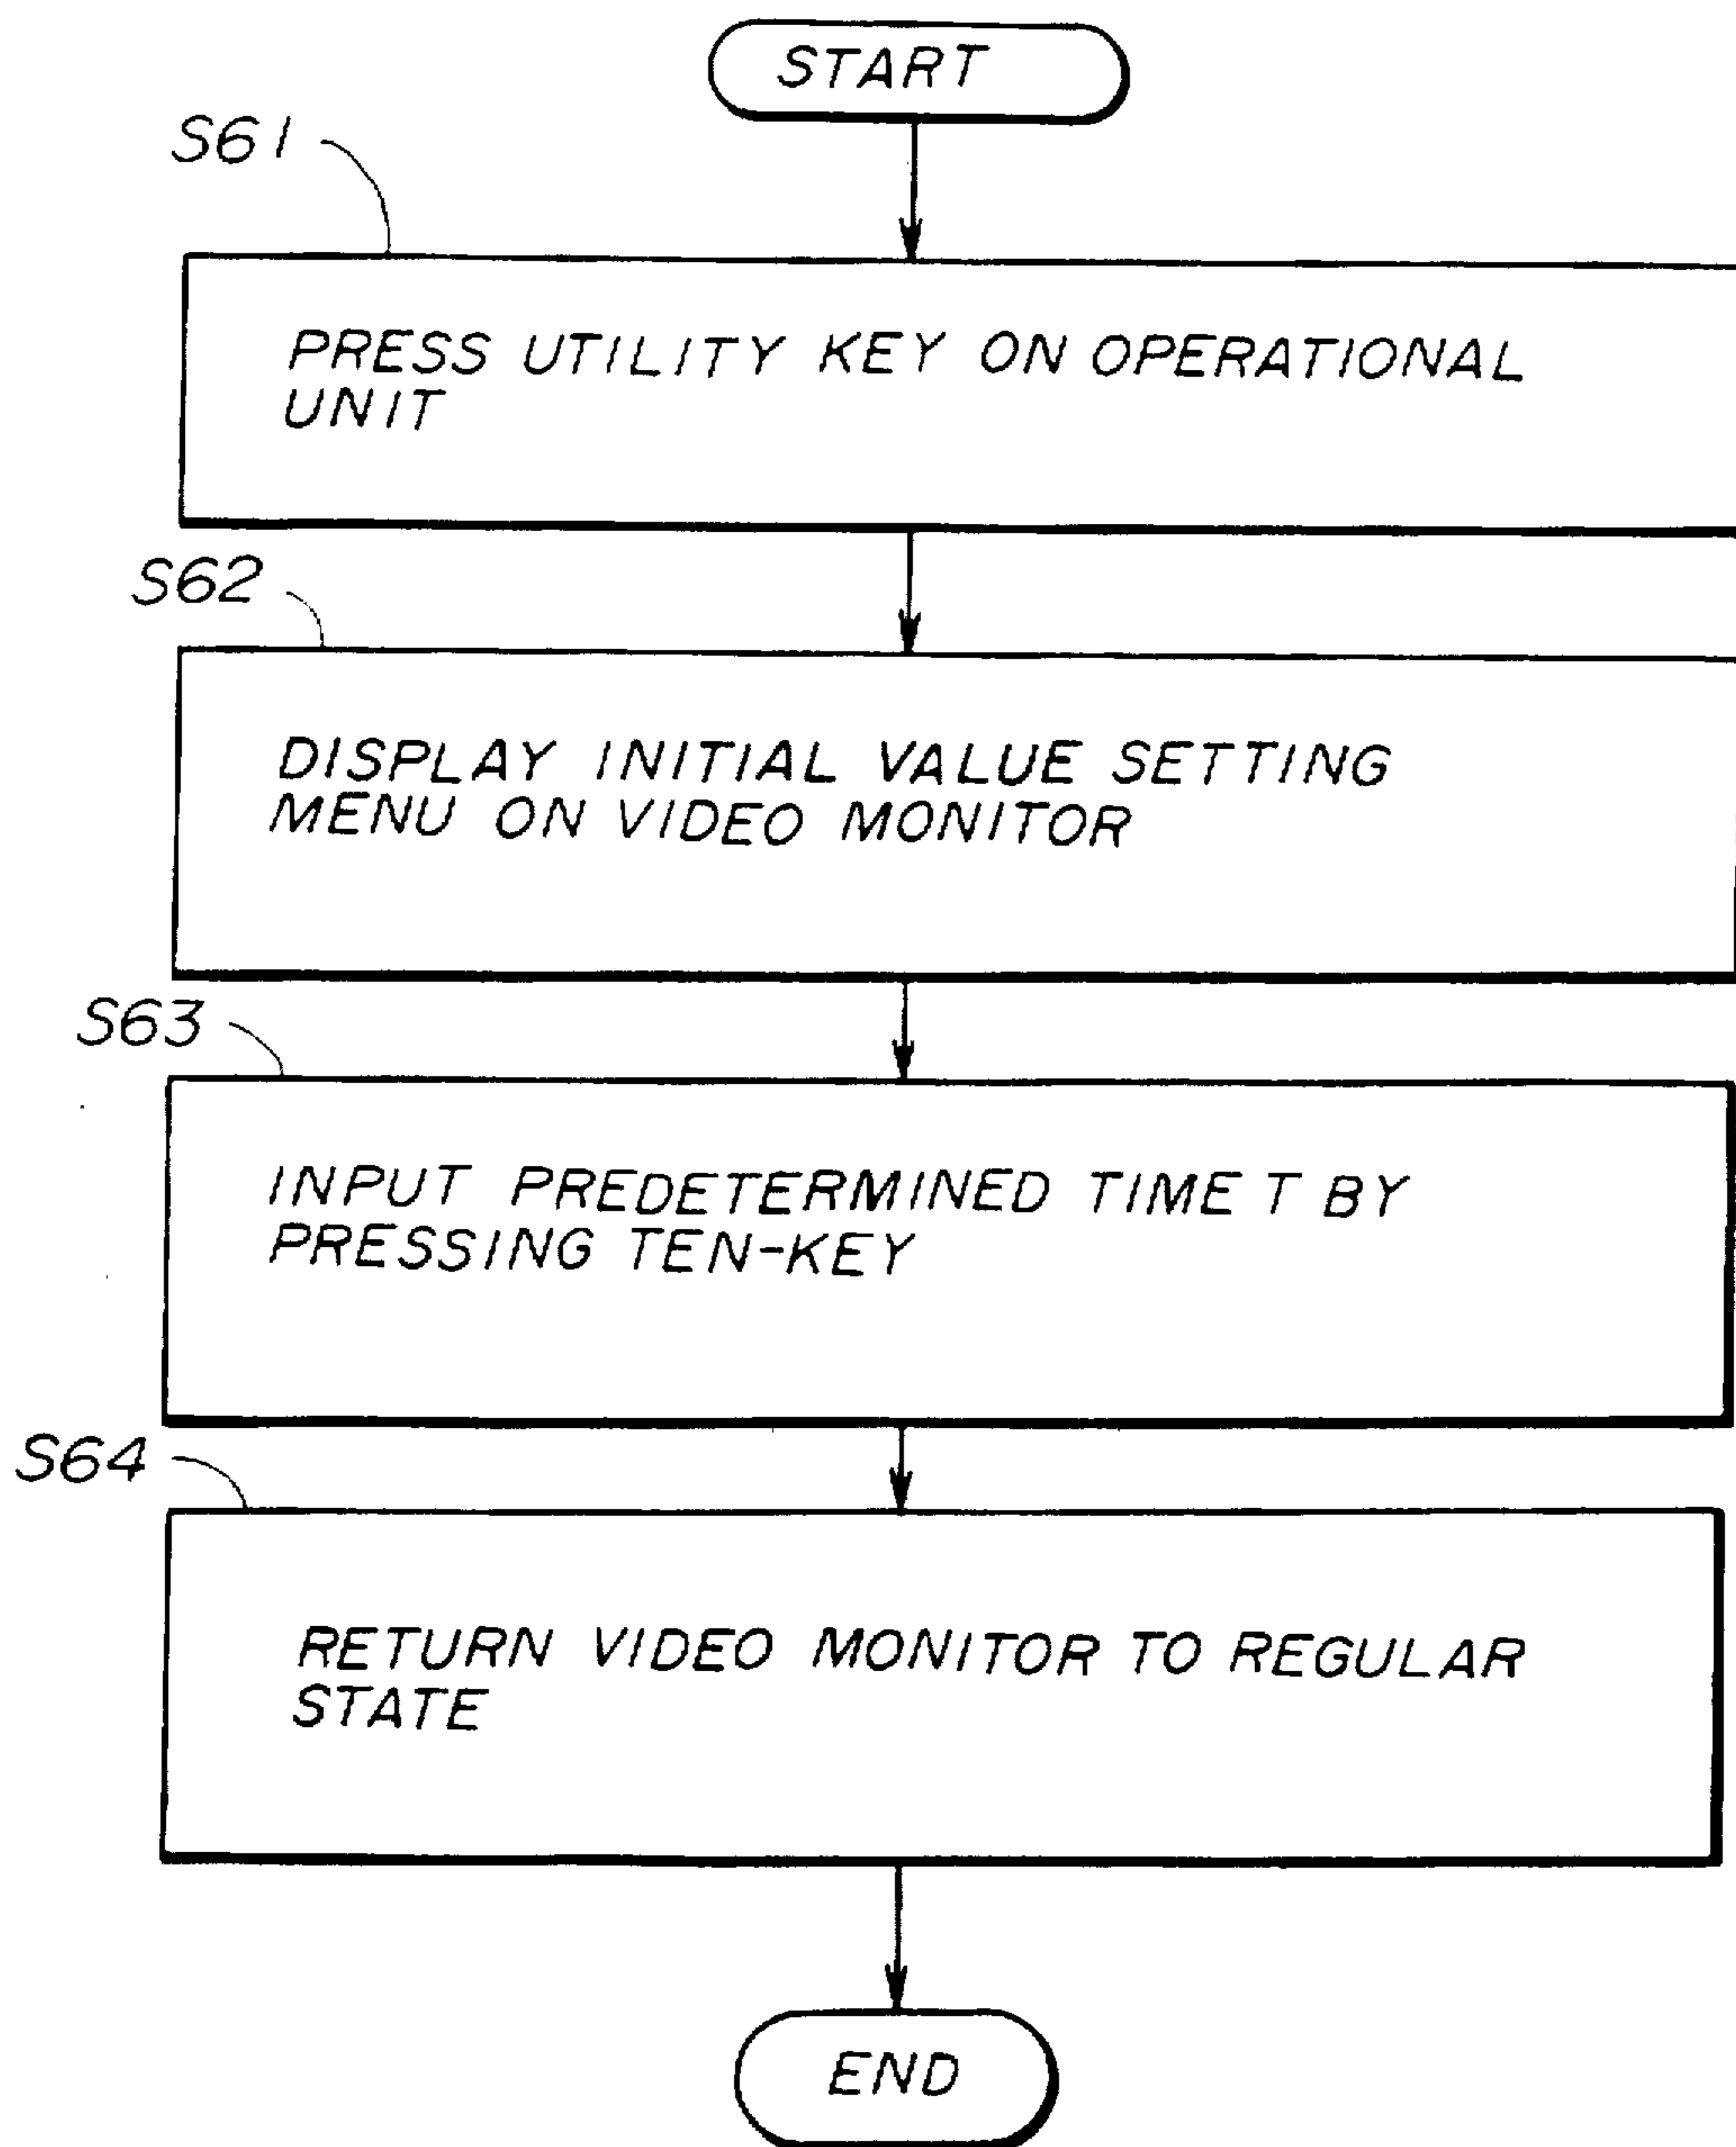 START
S61
PRESS UTILITY KEY ON OPERATIONAL
UNIT
S62
DISPLAY INITIAL VALUE SETTING
MENU ON VIDEO MONITOR
S63
INPUT PREDETERMINED TIME T BY
PRESSING TEN-KEY
S64
RETURN VIDEO MONITOR TO REGULAR
STATE
END